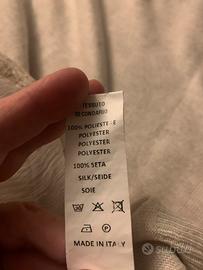 TESSUTO
SECONDARIO
100% POLIESTERE
POLYESTER
POLYESTER
POLYESTER
100% SETA
SILK/SEIDE
SOIE
P
MADE IN ITALY
subito